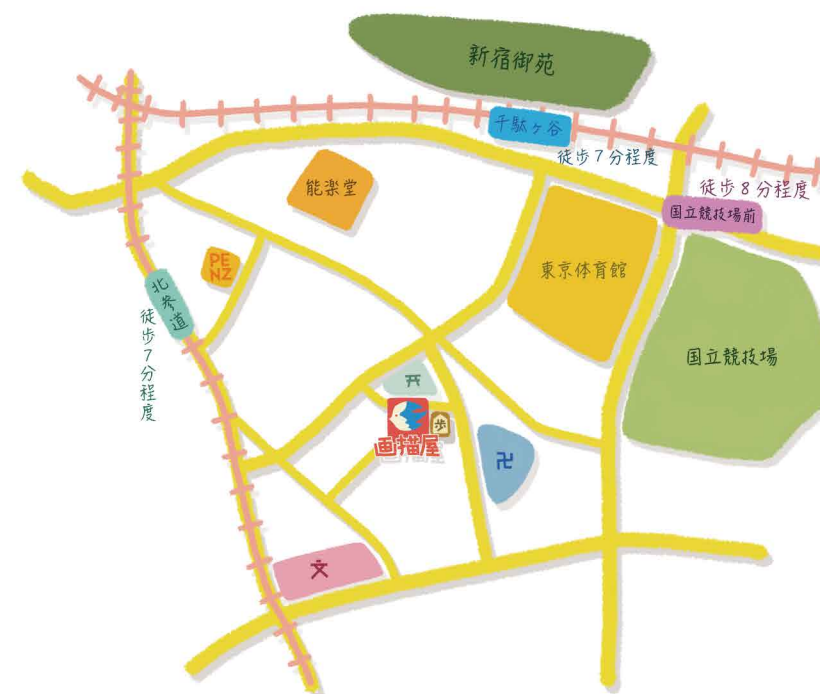 新宿御苑
千駄ヶ谷
徒歩7分程度
徒歩8分程度
国立競技場前
能楽堂
東京体育館
PE
NZ
北参道
徒歩7分程度
国立競技場
歩
画描屋
卍
文